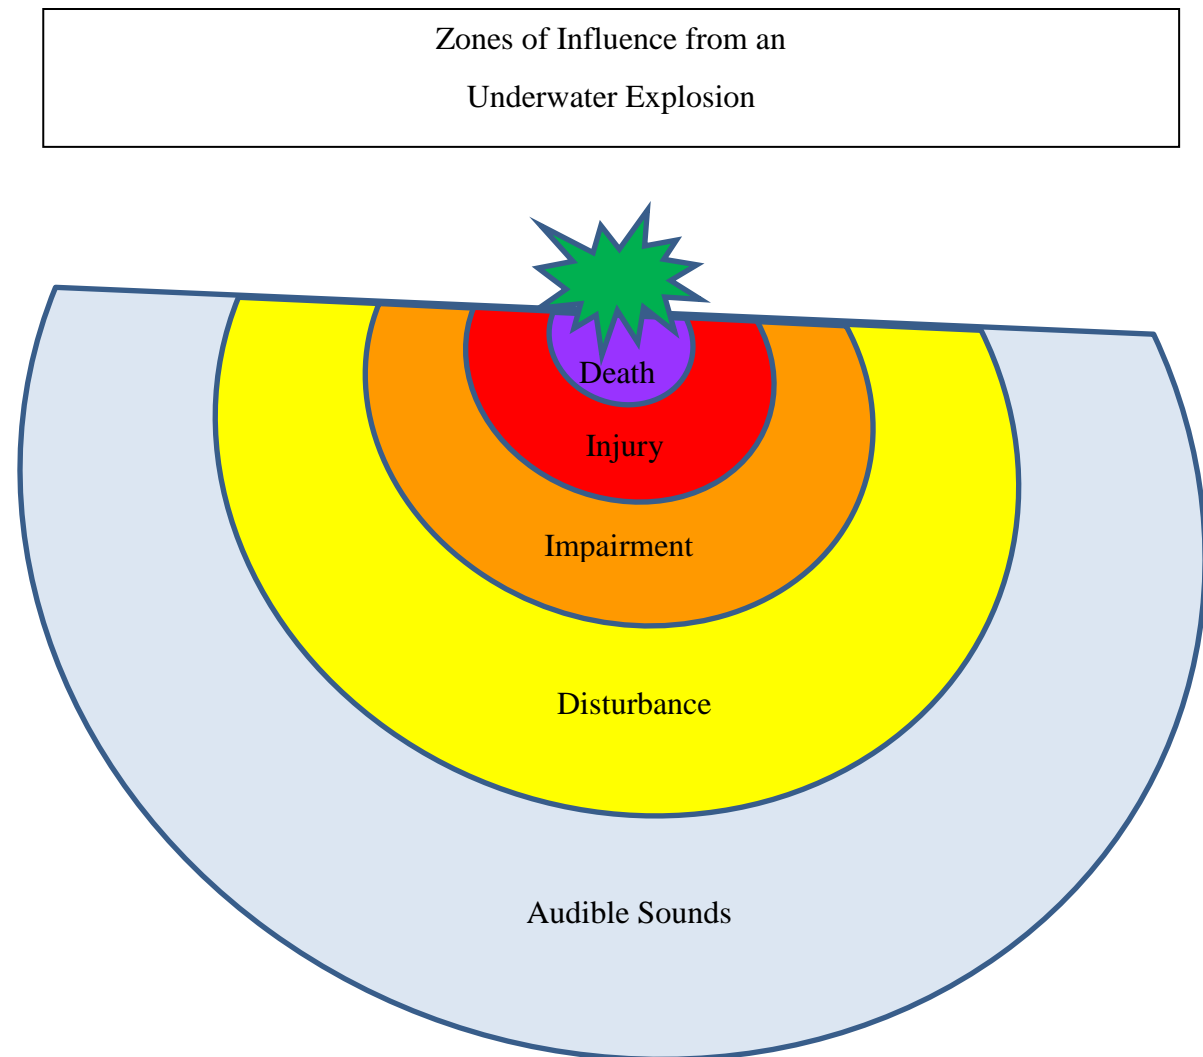 Zones of Influence from an
Underwater Explosion
Death
Injury
Impairment
Disturbance
Audible Sounds